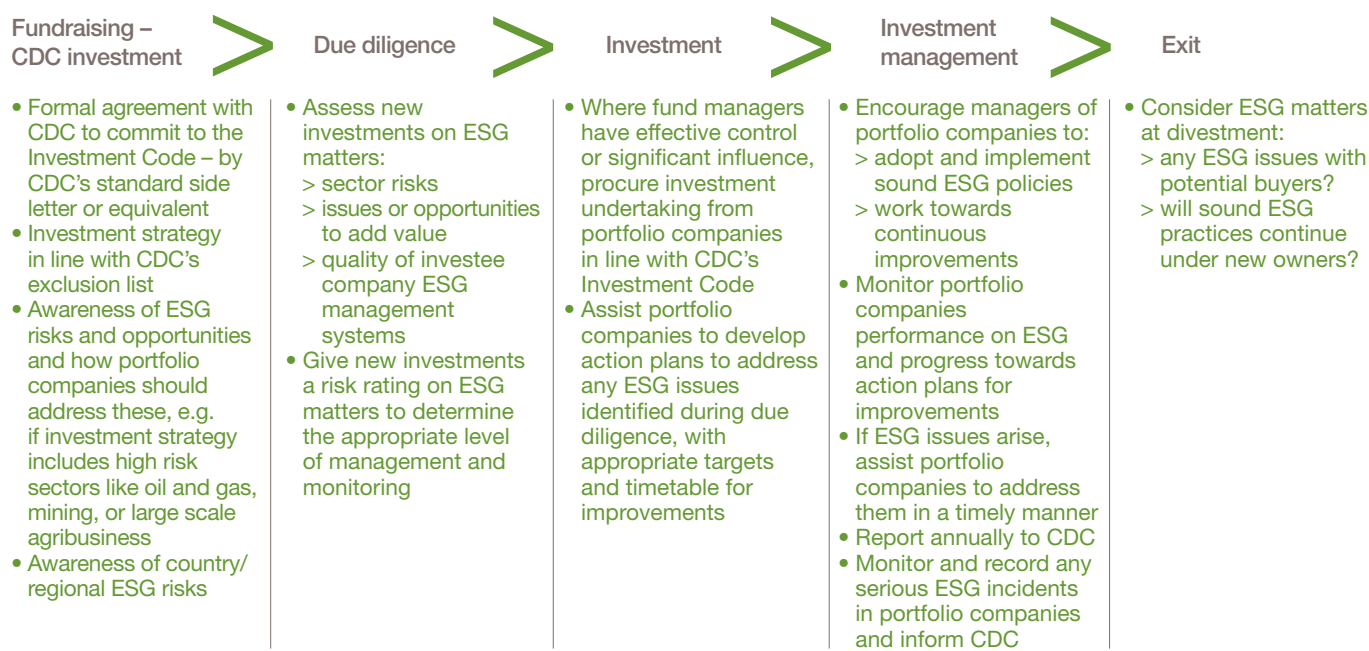 Fundraising –
CDC investment
Due diligence
Investment
Investment
management
Exit
• Formal agreement with
CDC to commit to the
Investment Code – by
CDC's standard side
letter or equivalent
• Investment strategy
in line with CDC's
exclusion list
• Awareness of ESG
risks and opportunities
and how portfolio
companies should
address these, e.g.
if investment strategy
includes high risk
sectors like oil and gas,
mining, or large scale
agribusiness
• Awareness of country/
regional ESG risks
• Assess new
investments on ESG
matters:
> sector risks
> issues or opportunities
to add value
> quality of investee
company ESG
management
systems
• Give new investments
a risk rating on ESG
matters to determine
the appropriate level
of management and
monitoring
• Where fund managers
have effective control
or significant influence,
procure investment
undertaking from
portfolio companies
in line with CDC's
Investment Code
• Assist portfolio
companies to develop
action plans to address
any ESG issues
identified during due
diligence, with
appropriate targets
and timetable for
improvements
• Encourage managers of
portfolio companies to:
> adopt and implement
sound ESG policies
> work towards
continuous
improvements
• Monitor portfolio
companies
performance on ESG
and progress towards
action plans for
improvements
• If ESG issues arise,
assist portfolio
companies to address
them in a timely manner
• Report annually to CDC
• Monitor and record any
serious ESG incidents
in portfolio companies
and inform CDC
• Consider ESG matters
at divestment:
> any ESG issues with
potential buyers?
> will sound ESG
practices continue
under new owners?